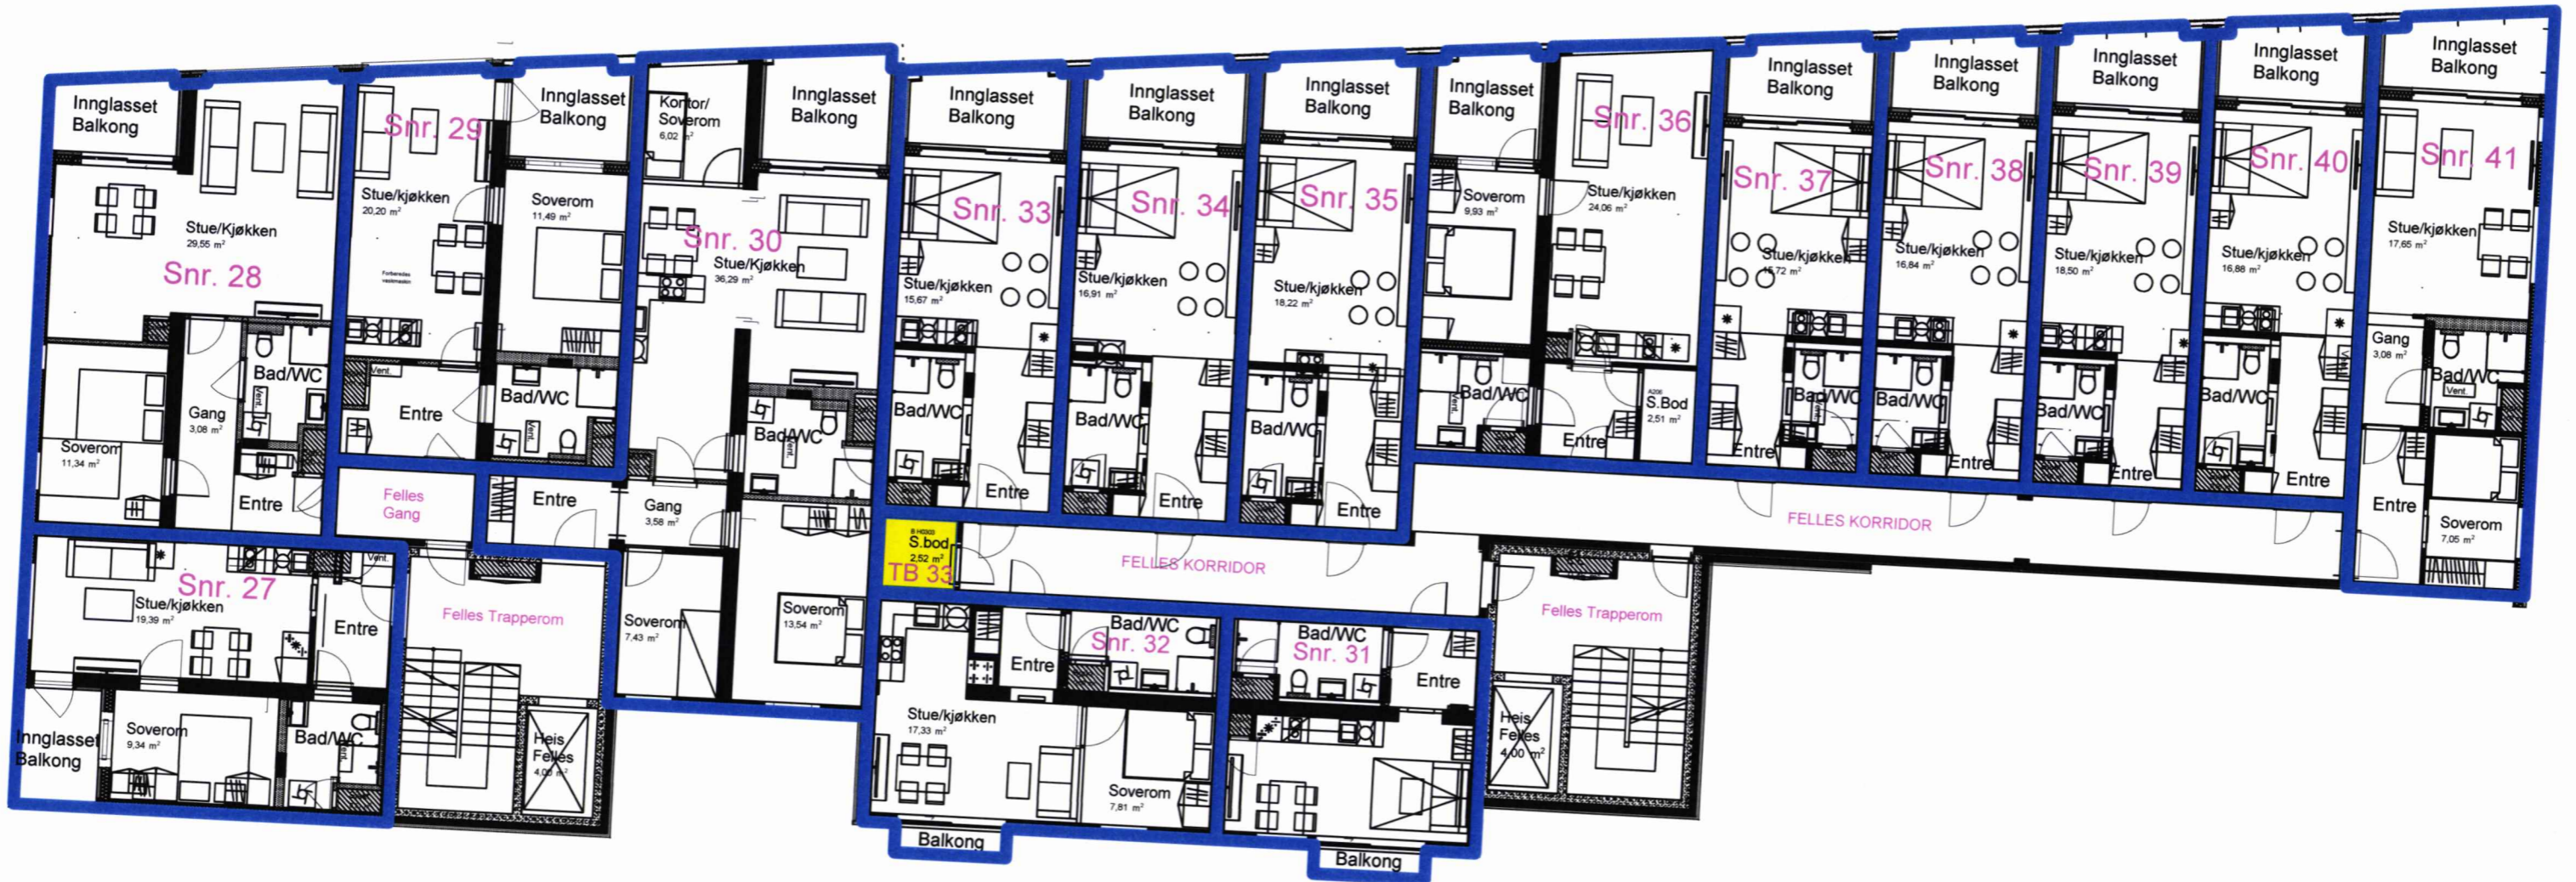 Innglasset
Balkong
Stue/Kjøkken
29,55 m²
Snr. 28
Soverom
11,34 m²
Gang
3,08 m²
Bad/WC
Vent.
Entre
Snr. 29
Stue/kjøkken
20,20 m²
Innglasset
Balkong
Soverom
11,49 m²
Vent.
Entre
Bad/WC
Vent.
Felles
Gang
Kontor/
Soverom
6,02 m²
Innglasset
Balkong
Snr. 30
Stue/Kjøkken
36,29 m²
Bad/WC
Vent.
Entre
Gang
3,58 m²
Soverom
7,43 m²
Soverom
13,54 m²
Innglasset
Balkong
Snr. 33
Stue/kjøkken
15,67 m²
Bad/WC
Entre
Innglasset
Balkong
Snr. 34
Stue/kjøkken
16,91 m²
Bad/WC
Entre
Innglasset
Balkong
Snr. 35
Stue/kjøkken
18,22 m²
Bad/WC
Entre
Innglasset
Balkong
Snr. 36
Soverom
9,93 m²
Stue/kjøkken
24,06 m²
Bad/WC
Vent.
Entre
S.Bod
2,51 m²
Innglasset
Balkong
Snr. 37
Stue/kjøkken
15,72 m²
Bad/WC
Entre
Innglasset
Balkong
Snr. 38
Stue/kjøkken
16,84 m²
Bad/WC
Entre
Innglasset
Balkong
Snr. 39
Stue/kjøkken
18,50 m²
Bad/WC
Entre
Innglasset
Balkong
Snr. 40
Stue/kjøkken
16,88 m²
Bad/WC
Entre
Innglasset
Balkong
Snr. 41
Stue/kjøkken
17,65 m²
Gang
3,08 m²
Bad/WC
Vent.
Entre
Soverom
7,05 m²
Snr. 27
Stue/kjøkken
19,39 m²
Vent.
Entre
Innglasset
Balkong
Soverom
9,34 m²
Bad/WC
Vent.
Felles Trapperom
Heis
Felles
4,00 m²
S.bod
2,52 m²
TB 33
FELLES KORRIDOR
FELLES KORRIDOR
Entre
Bad/WC
Snr. 32
Stue/kjøkken
17,33 m²
Soverom
7,81 m²
Balkong
Bad/WC
Snr. 31
Entre
Balkong
Felles Trapperom
Heis
Felles
4,00 m²